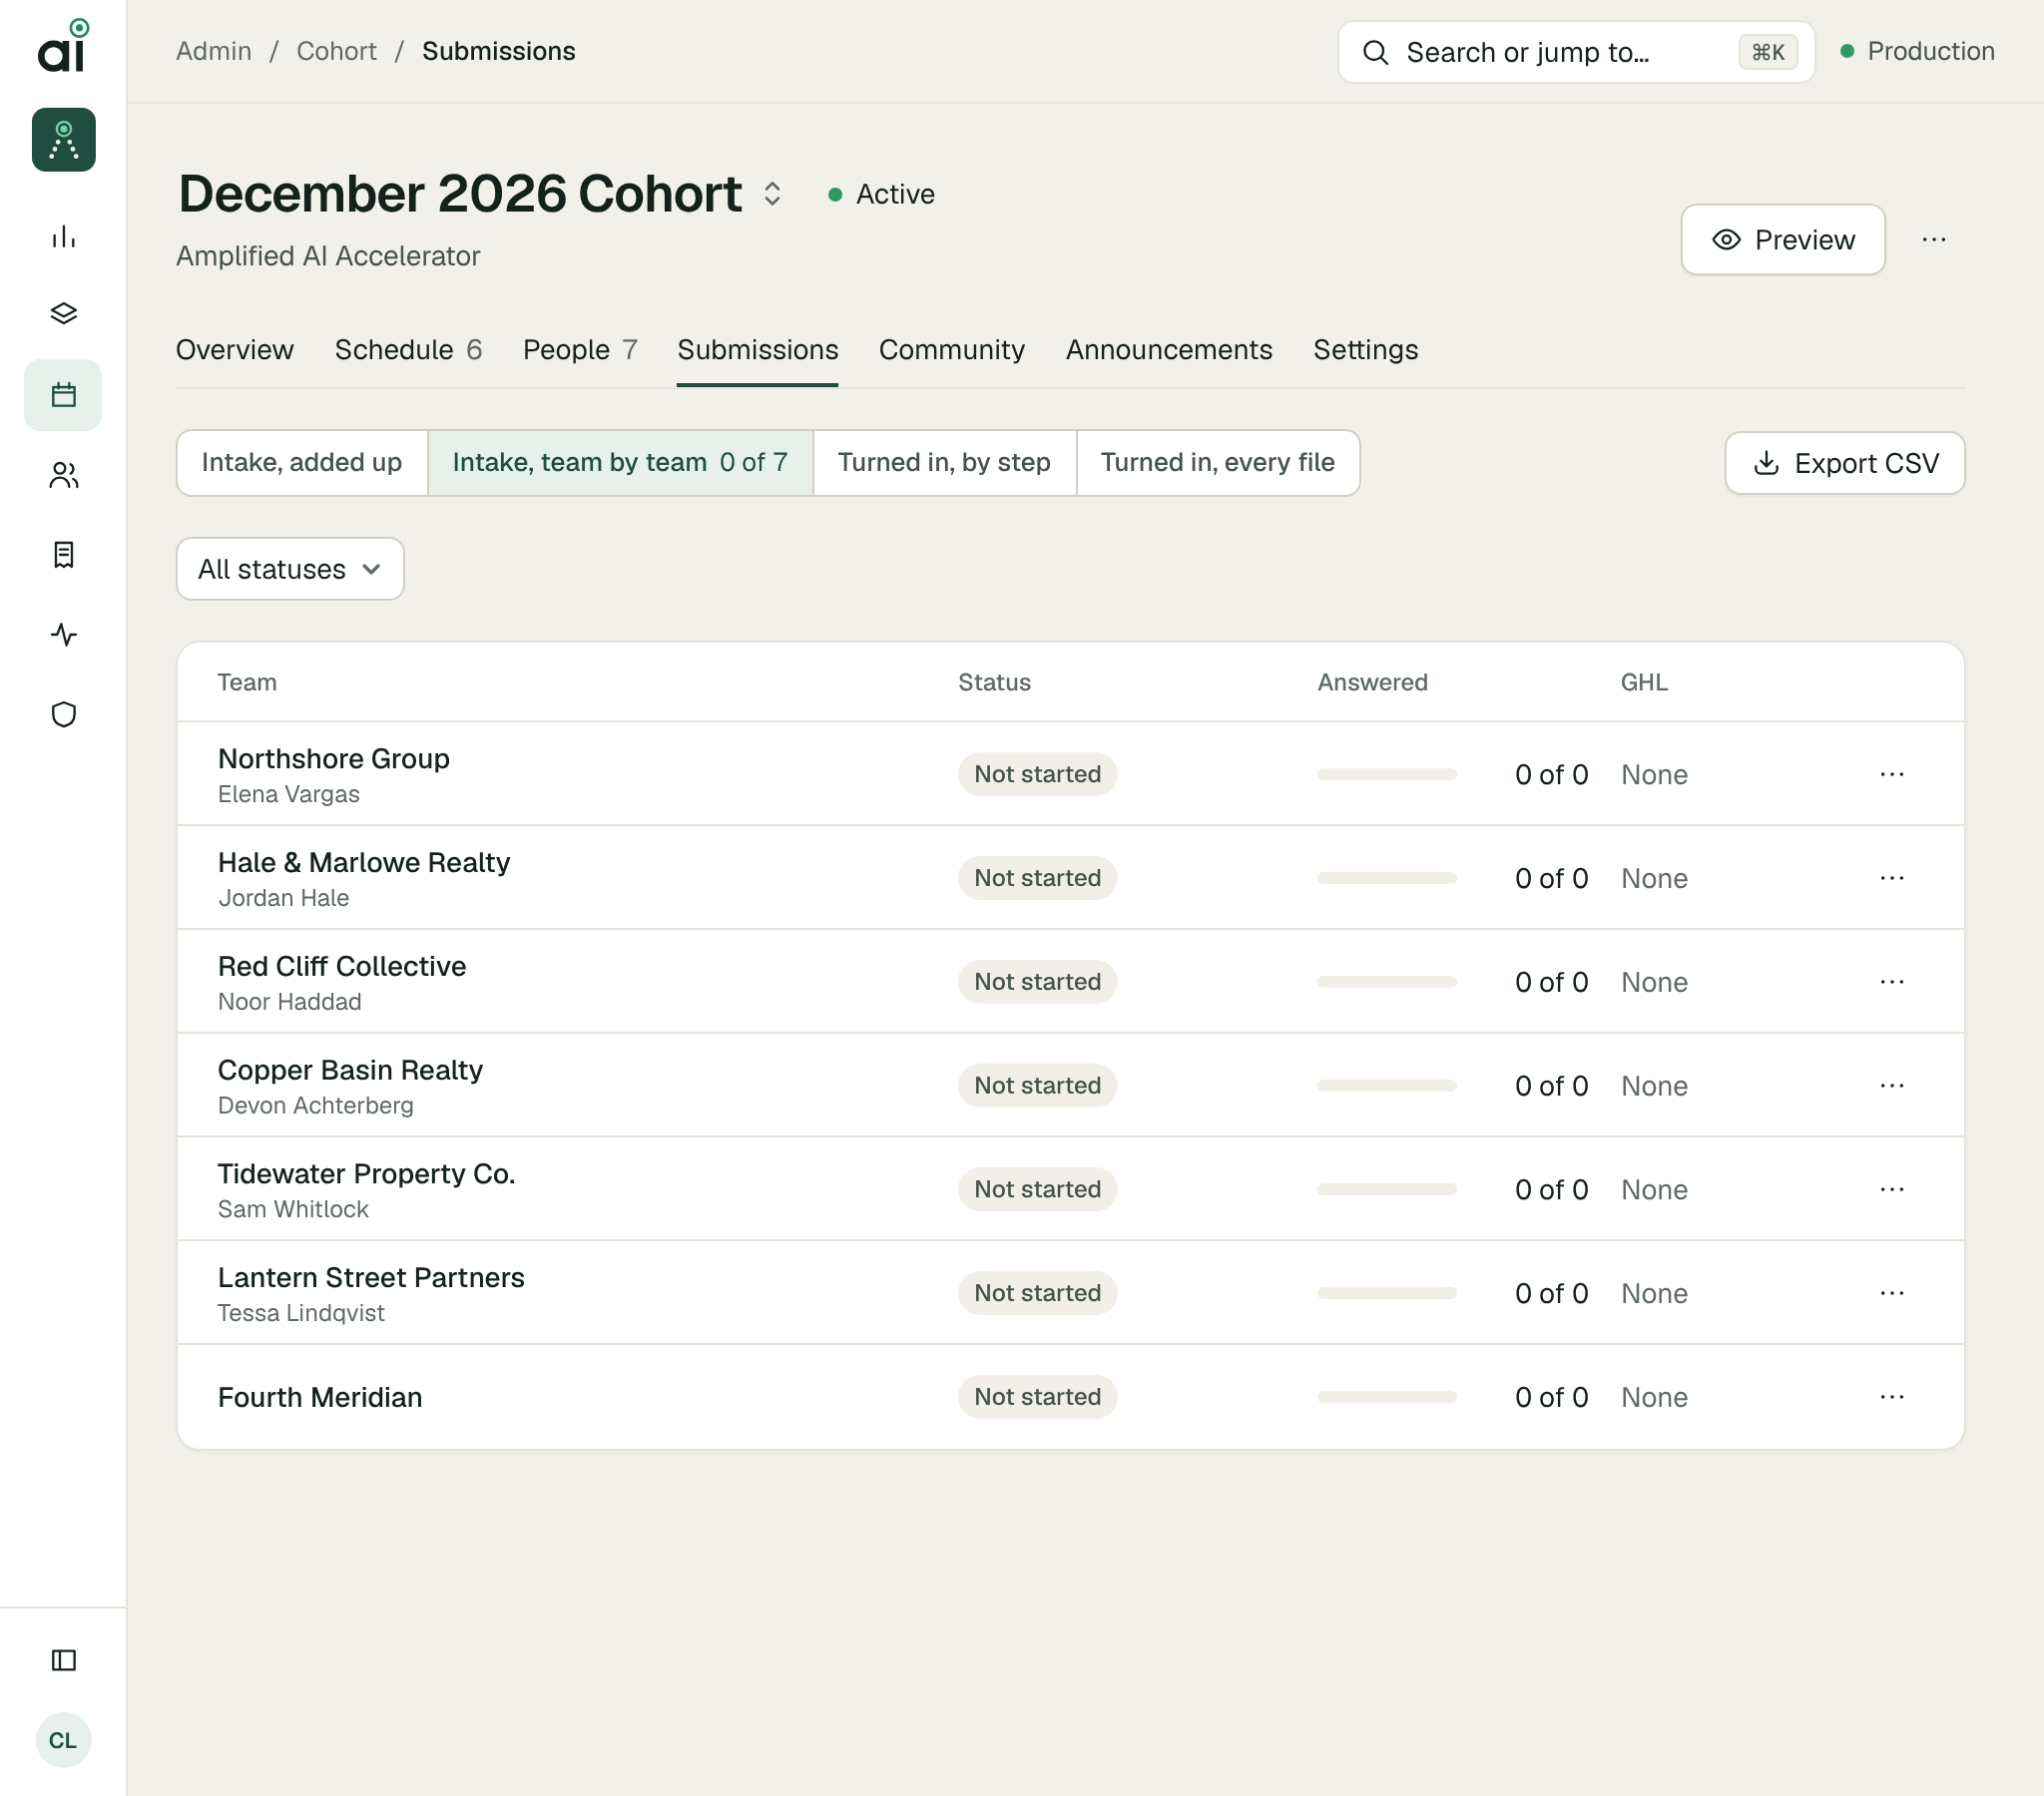 ai
Admin / Cohort / Submissions
Search or jump to...
⌘K
Production
December 2026 Cohort
Active
Amplified AI Accelerator
Preview
Overview
Schedule 6
People 7
Submissions
Community
Announcements
Settings
Intake, added up
Intake, team by team 0 of 7
Turned in, by step
Turned in, every file
Export CSV
All statuses
Team Status Answered GHL
Northshore Group
Elena Vargas
Not started 0 of 0 None
Hale & Marlowe Realty
Jordan Hale
Not started 0 of 0 None
Red Cliff Collective
Noor Haddad
Not started 0 of 0 None
Copper Basin Realty
Devon Achterberg
Not started 0 of 0 None
Tidewater Property Co.
Sam Whitlock
Not started 0 of 0 None
Lantern Street Partners
Tessa Lindqvist
Not started 0 of 0 None
Fourth Meridian
Not started 0 of 0 None
CL